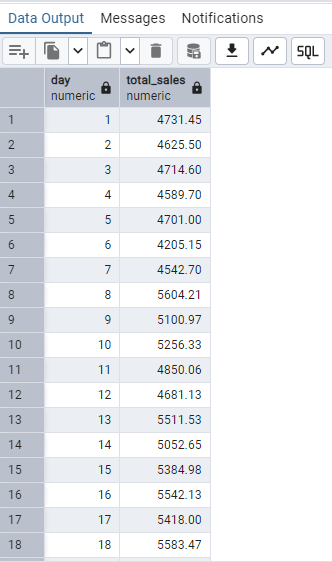 Data Output Messages Notifications
SQL
day total_sales
numeric numeric
1 1 4731.45
2 2 4625.50
3 3 4714.60
4 4 4589.70
5 5 4701.00
6 6 4205.15
7 7 4542.70
8 8 5604.21
9 9 5100.97
10 10 5256.33
11 11 4850.06
12 12 4681.13
13 13 5511.53
14 14 5052.65
15 15 5384.98
16 16 5542.13
17 17 5418.00
18 18 5583.47